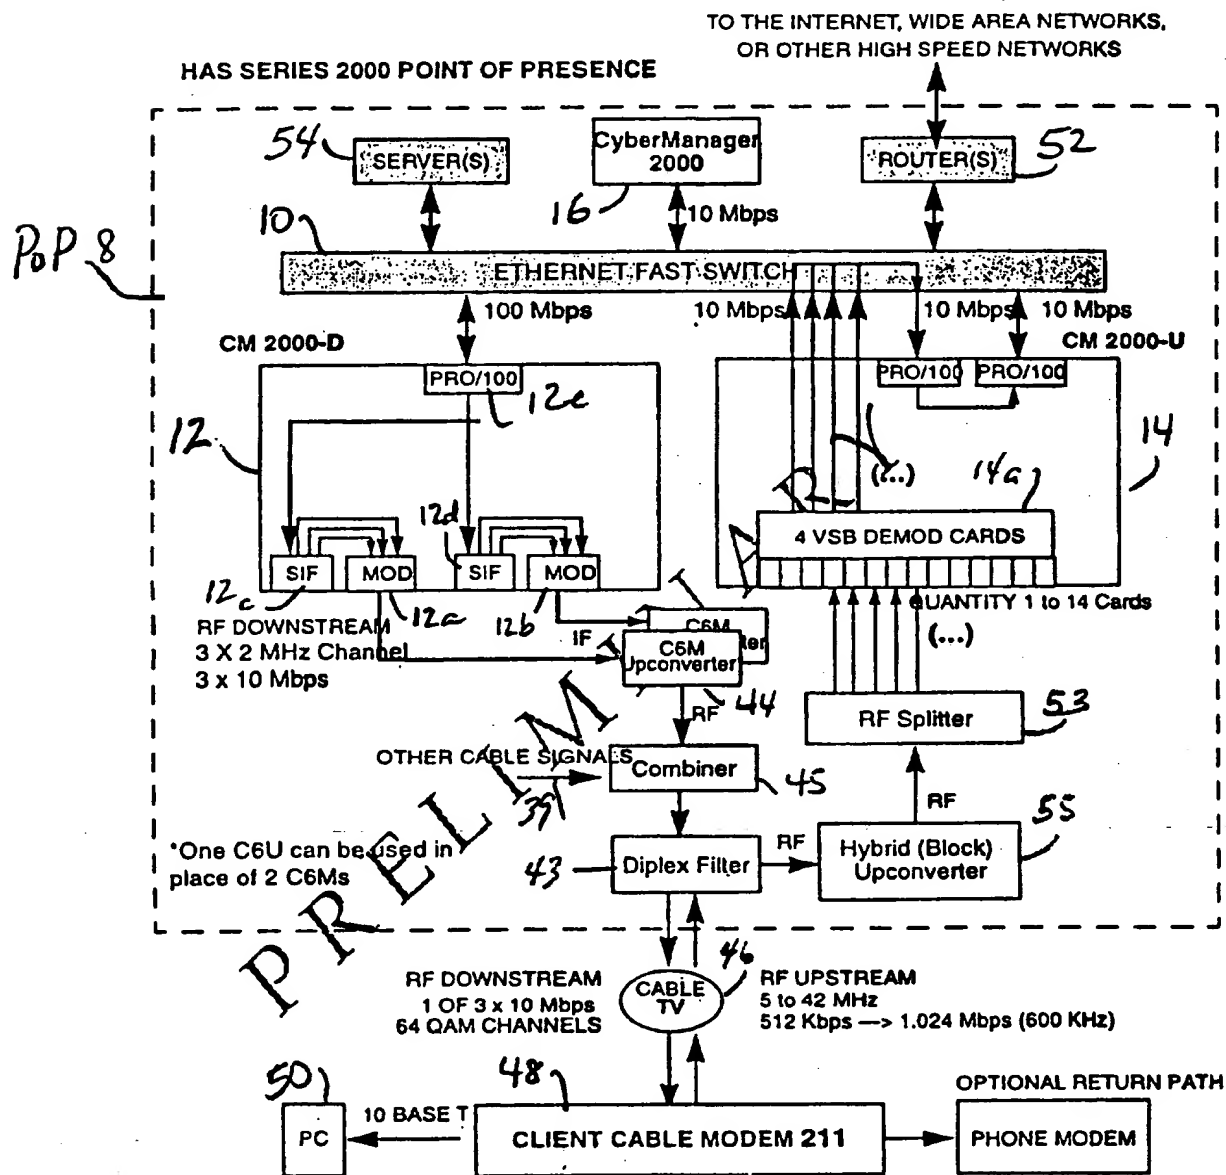 TO THE INTERNET, WIDE AREA NETWORKS,
OR OTHER HIGH SPEED NETWORKS
HAS SERIES 2000 POINT OF PRESENCE
54
SERVER(S)
CyberManager
2000
16
ROUTER(S)
52
10 Mbps
10
PoP 8
ETHERNET FAST SWITCH
100 Mbps
10 Mbps
10 Mbps
10 Mbps
CM 2000-D
CM 2000-U
PRO/100
12e
PRO/100
PRO/100
12
14
(...)
14a
4 VSB DEMOD CARDS
12d
SIF
MOD
SIF
MOD
12c
12a
12b
QUANTITY 1 to 14 Cards
(...)
RF DOWNSTREAM
3 X 2 MHz Channel
3 x 10 Mbps
IF
C6M
C6M
Upconverter
44
RF
RF Splitter
53
OTHER CABLE SIGNALS
39
Combiner
45
RF
*One C6U can be used in
place of 2 C6Ms
43
Diplex Filter
RF
Hybrid (Block)
Upconverter
55
PRELIM
A R Y
RF DOWNSTREAM
1 OF 3 x 10 Mbps
64 QAM CHANNELS
CABLE
TV
46
RF UPSTREAM
5 to 42 MHz
512 Kbps —> 1.024 Mbps (600 KHz)
50
PC
10 BASE T
48
CLIENT CABLE MODEM 211
OPTIONAL RETURN PATH
PHONE MODEM